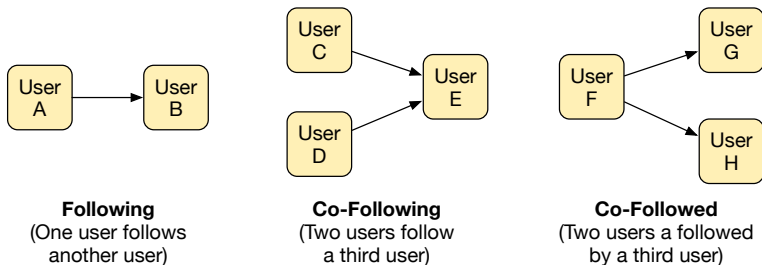 User
A
User
B
User
C
User
D
User
E
User
F
User
G
User
H
Following
(One user follows
another user)
Co-Following
(Two users follow
a third user)
Co-Followed
(Two users a followed
by a third user)